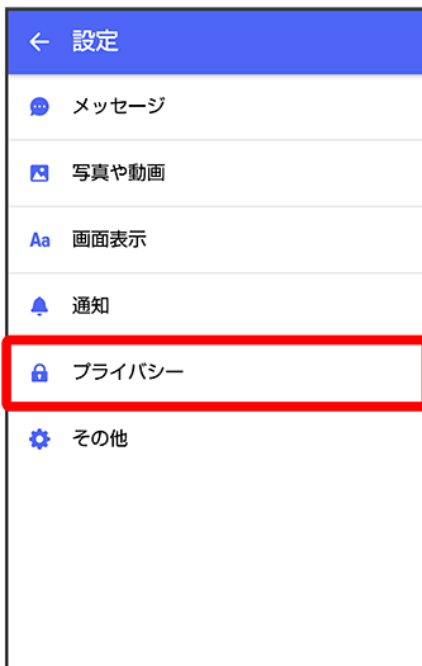 設定
メッセージ
写真や動画
Aa 画面表示
通知
プライバシー
その他